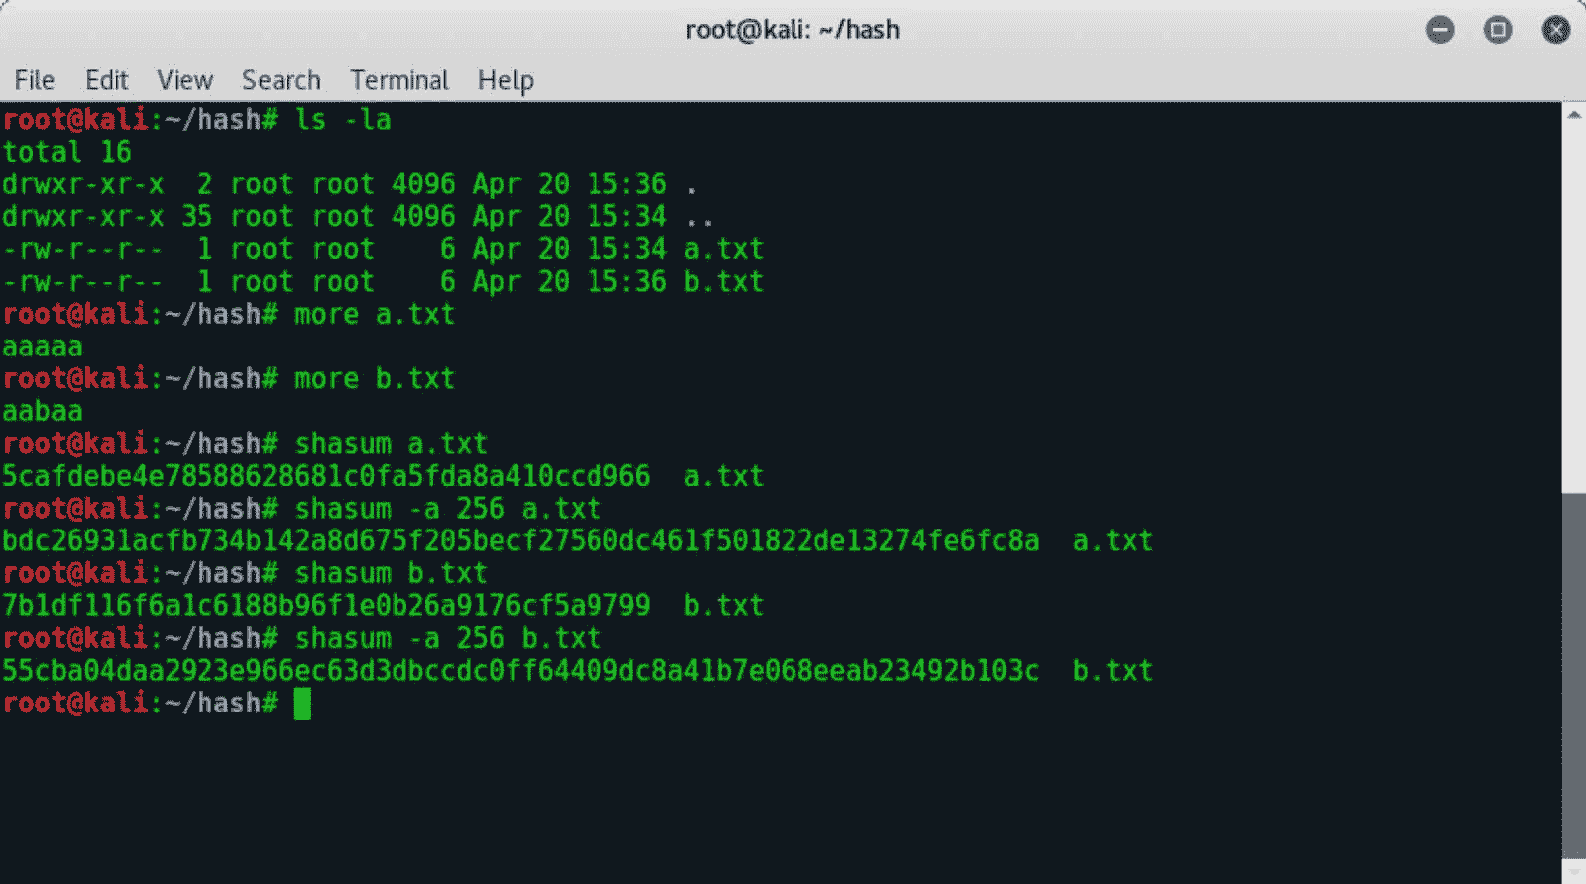 root@kali: ~/hash
File Edit View Search Terminal Help
root@kali:~/hash# ls -la
total 16
drwxr-xr-x  2 root root 4096 Apr 20 15:36 .
drwxr-xr-x 35 root root 4096 Apr 20 15:34 ..
-rw-r--r--  1 root root    6 Apr 20 15:34 a.txt
-rw-r--r--  1 root root    6 Apr 20 15:36 b.txt
root@kali:~/hash# more a.txt
aaaaa
root@kali:~/hash# more b.txt
aabaa
root@kali:~/hash# shasum a.txt
5cafdebe4e78588628681c0fa5fda8a410ccd966  a.txt
root@kali:~/hash# shasum -a 256 a.txt
bdc26931acfb734b142a8d675f205becf27560dc461f501822de13274fe6fc8a  a.txt
root@kali:~/hash# shasum b.txt
7b1df116f6a1c6188b96f1e0b26a9176cf5a9799  b.txt
root@kali:~/hash# shasum -a 256 b.txt
55cba04daa2923e966ec63d3dbccdc0ff64409dc8a41b7e068eeab23492b103c  b.txt
root@kali:~/hash#